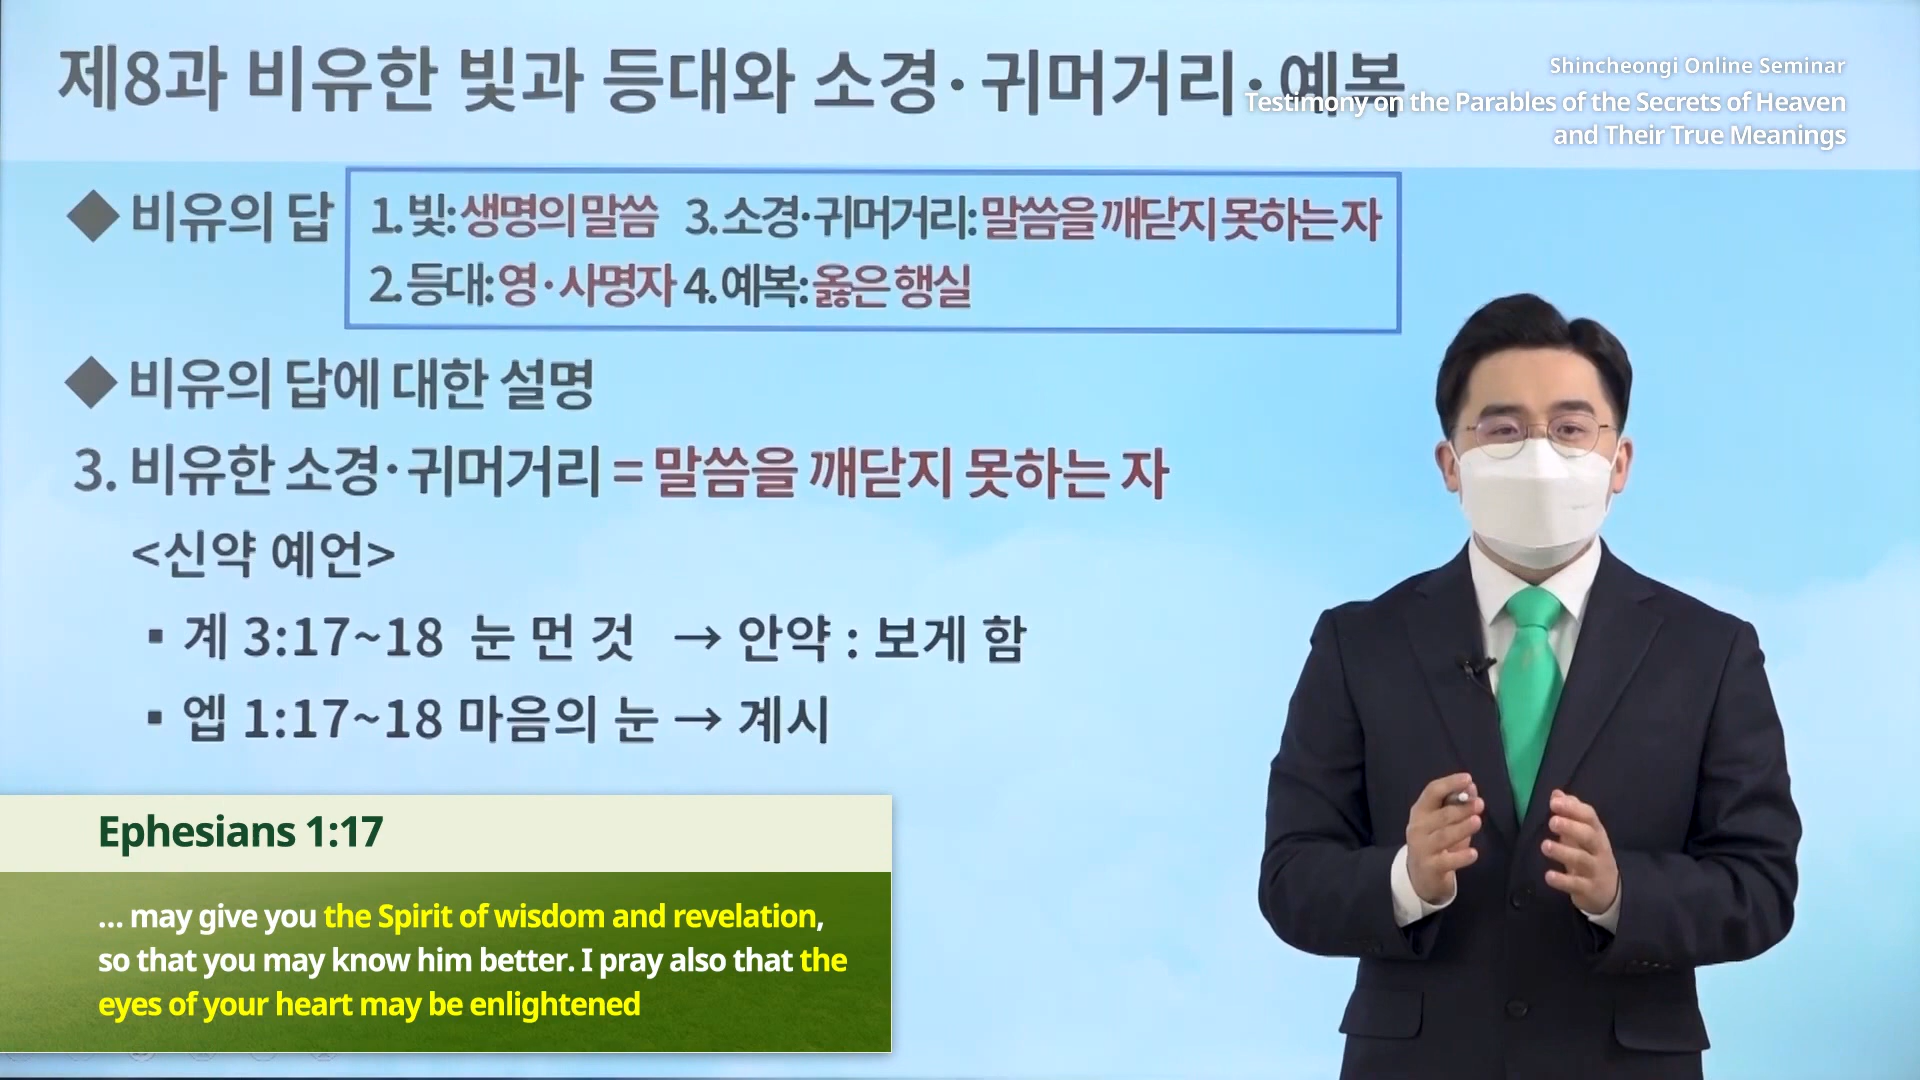 제8과 비유한 빛과 등대와 소경·귀머거리·예복
Shincheongi Online Seminar
Testimony on the Parables of the Secrets of Heaven
and Their True Meanings
◆ 비유의 답
1. 빛: 생명의 말씀 3. 소경·귀머거리: 말씀을 깨닫지 못하는 자
2. 등대: 영·사명자 4. 예복: 옳은 행실
◆ 비유의 답에 대한 설명
3. 비유한 소경·귀머거리 = 말씀을 깨닫지 못하는 자
<신약 예언>
▪ 계 3:17~18 눈 먼 것 → 안약 : 보게 함
▪ 엡 1:17~18 마음의 눈 → 계시
Ephesians 1:17
... may give you the Spirit of wisdom and revelation,
so that you may know him better. I pray also that the
eyes of your heart may be enlightened